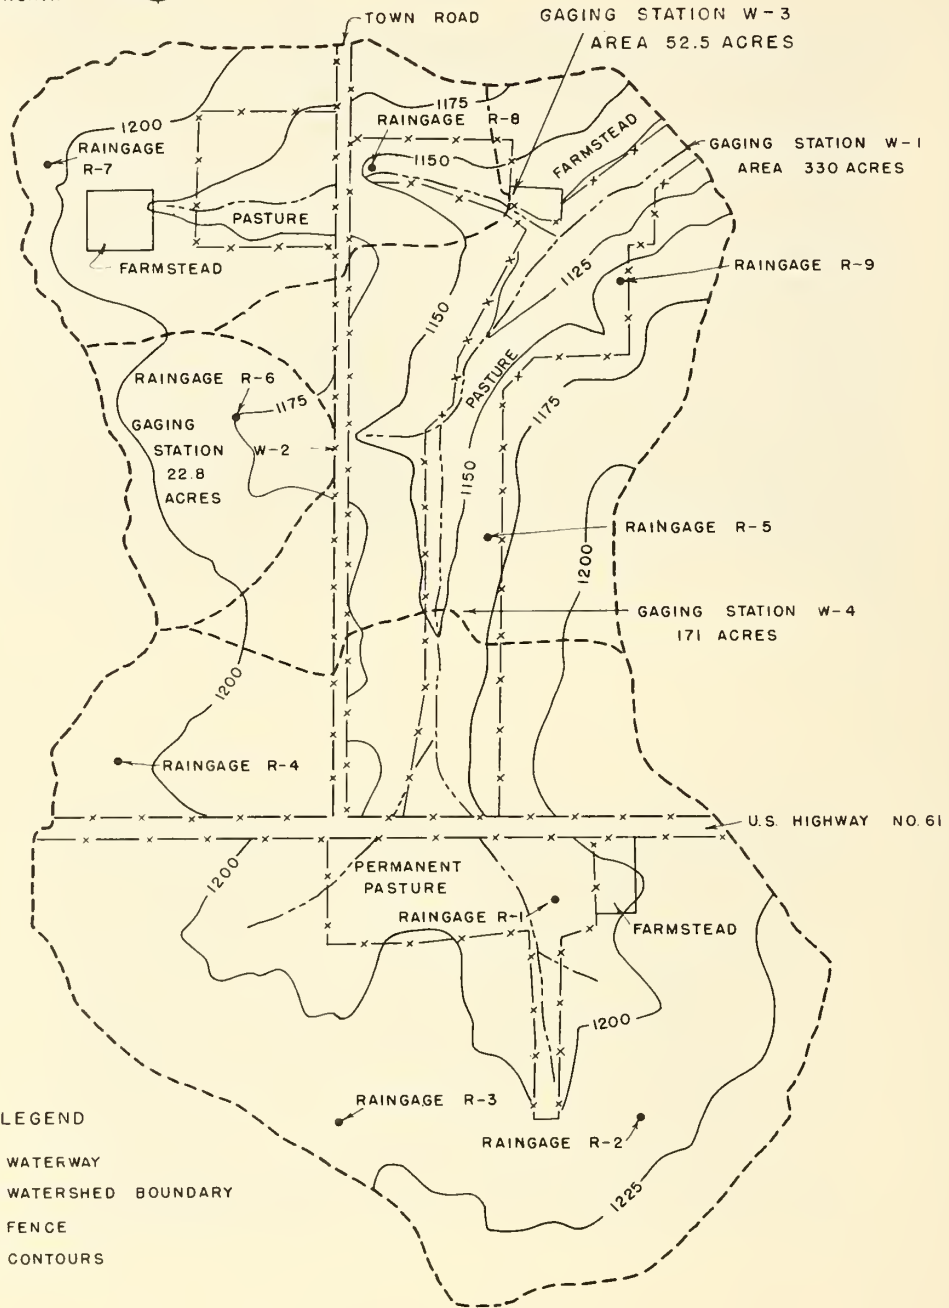 TOWN ROAD
GAGING STATION W-3
AREA 52.5 ACRES
1175
RAINGAGE R-8
1200
RAINGAGE
R-7
1150
FARMSTEAD
GAGING STATION W-1
AREA 330 ACRES
PASTURE
FARMSTEAD
1125
RAINGAGE R-9
1150
RAINGAGE R-6
1175
PASTURE
1175
GAGING
STATION W-2
22.8
ACRES
1150
RAINGAGE R-5
1200
GAGING STATION W-4
171 ACRES
1200
RAINGAGE R-4
U.S. HIGHWAY NO. 61
1200
PERMANENT
PASTURE
RAINGAGE R-1
FARMSTEAD
1200
LEGEND
RAINGAGE R-3
RAINGAGE R-2
WATERWAY
WATERSHED BOUNDARY
1225
FENCE
CONTOURS